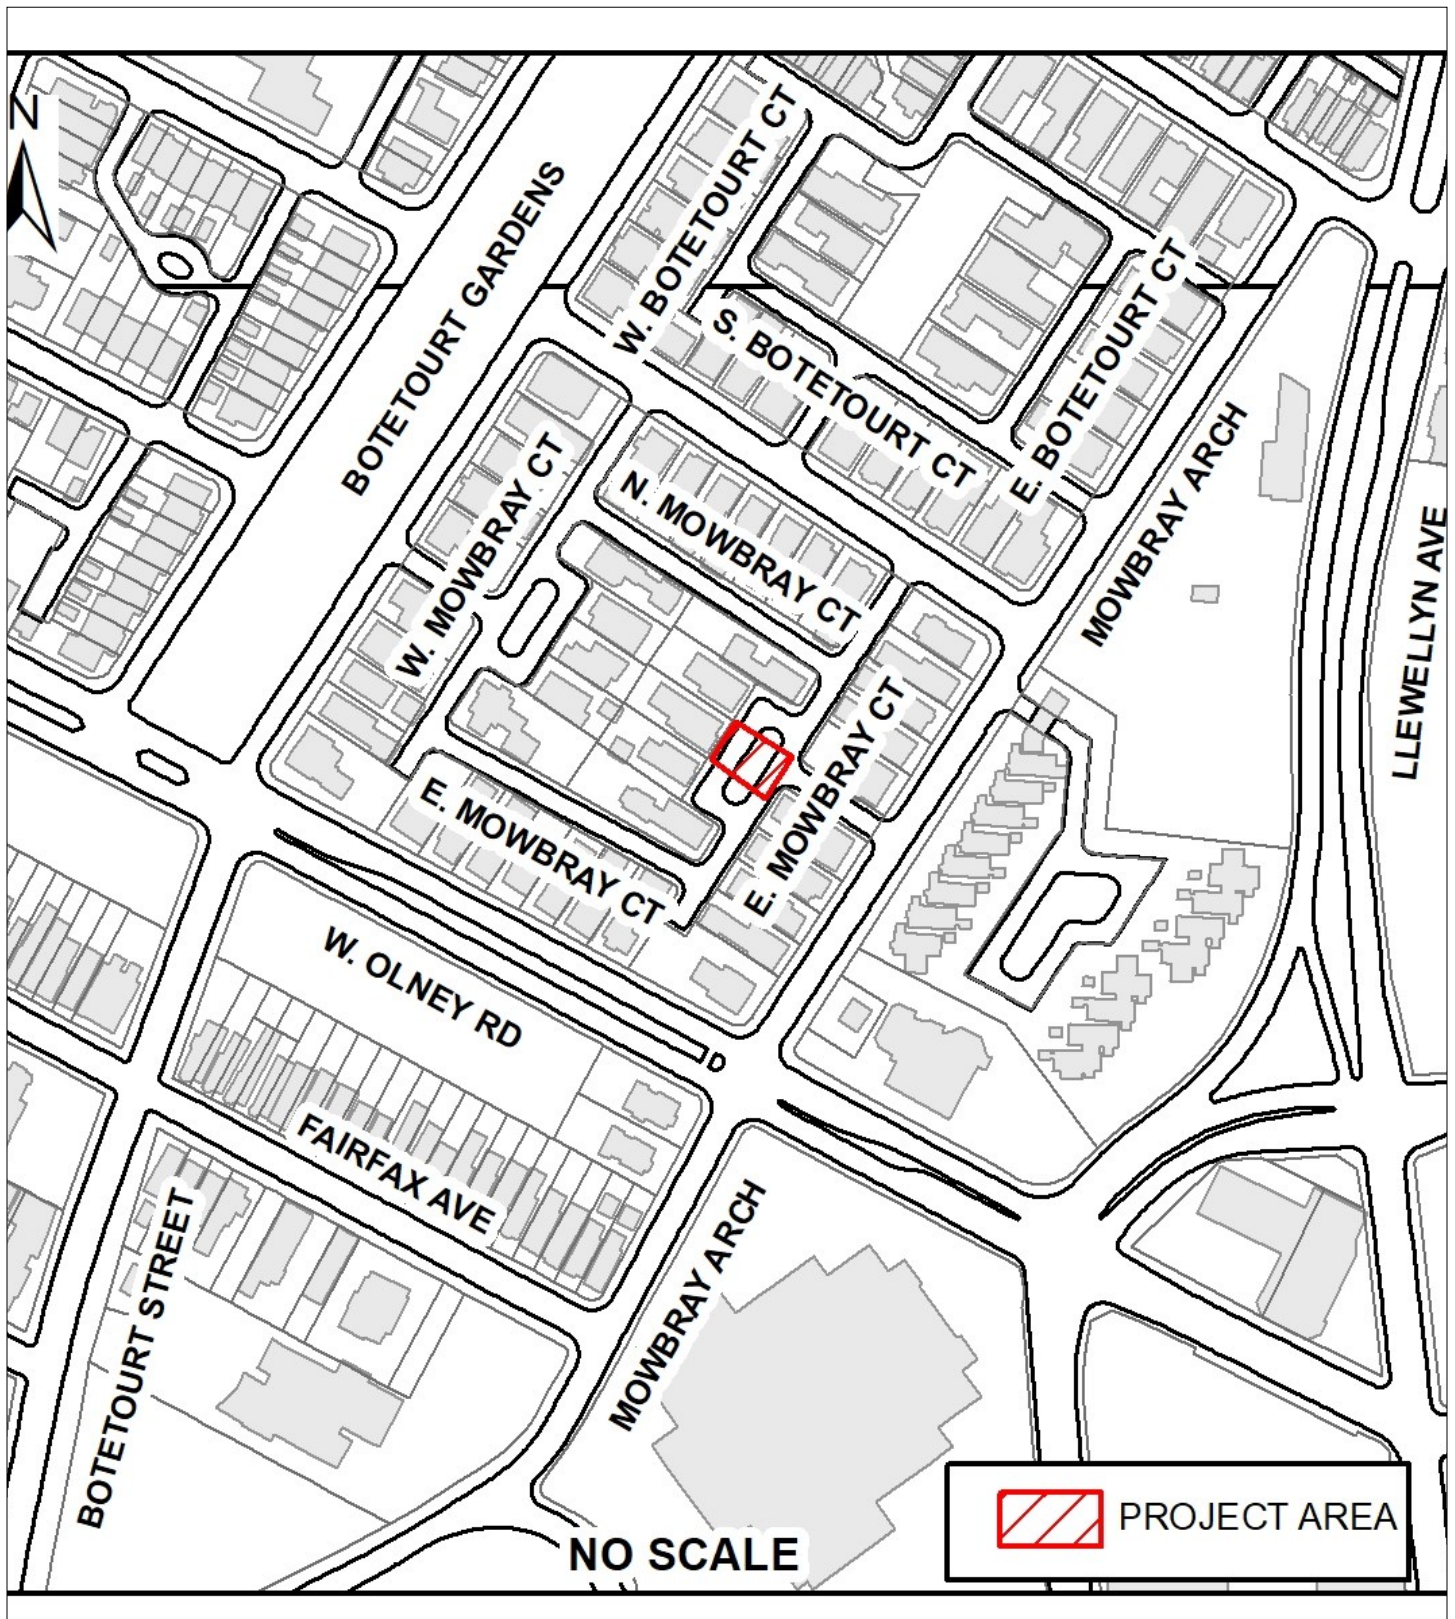 N
W. BOTETOURT CT
BOTETOURT GARDENS
S. BOTETOURT CT
E. BOTETOURT CT
W. MOWBRAY CT
N. MOWBRAY CT
MOWBRAY ARCH
LLEWELLYN AVE
E. MOWBRAY CT
E. MOWBRAY CT
W. OLNEY RD
FAIRFAX AVE
BOTETOURT STREET
MOWBRAY ARCH
PROJECT AREA
NO SCALE